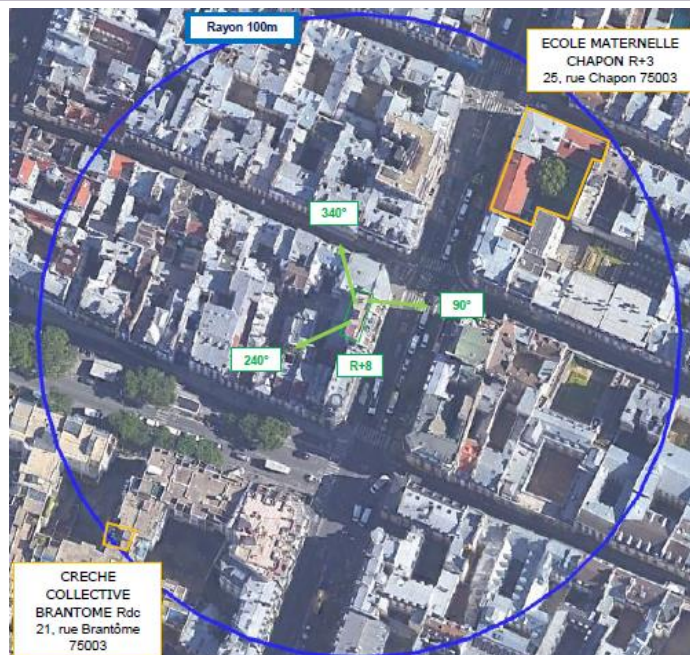 Rayon 100m
ECOLE MATERNELLE
CHAPON R+3
25, rue Chapon 75003
340°
90°
240°
R+8
CRECHE
COLLECTIVE
BRANTOME Rdc
21, rue Brantôme
75003